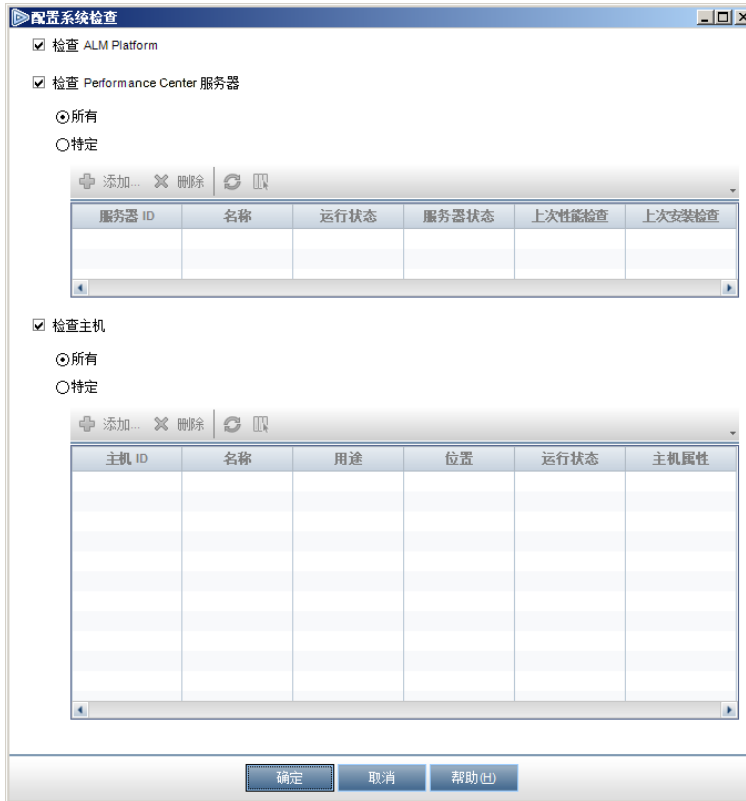 配置系统检查
检查 ALM Platform
检查 Performance Center 服务器
所有
特定
添加... 删除
服务器 ID 名称 运行状态 服务器状态 上次性能检查 上次安装检查
检查主机
所有
特定
添加... 删除
主机 ID 名称 用途 位置 运行状态 主机属性
确定 取消 帮助(H)